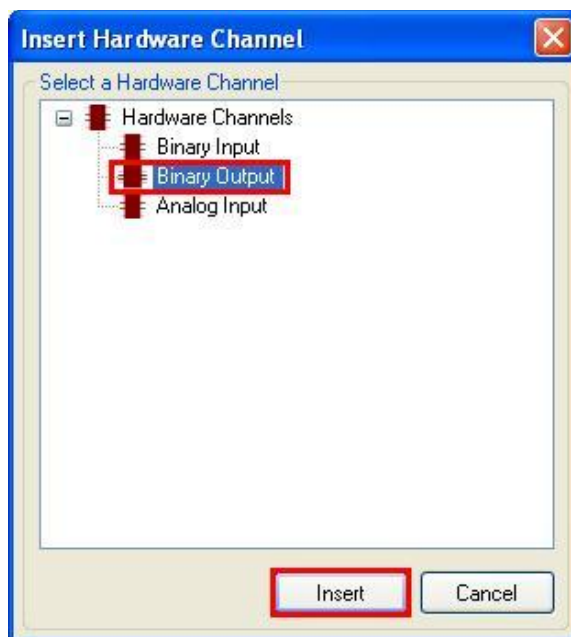 Insert Hardware Channel
Select a Hardware Channel
Hardware Channels
Binary Input
Binary Output
Analog Input
Insert Cancel